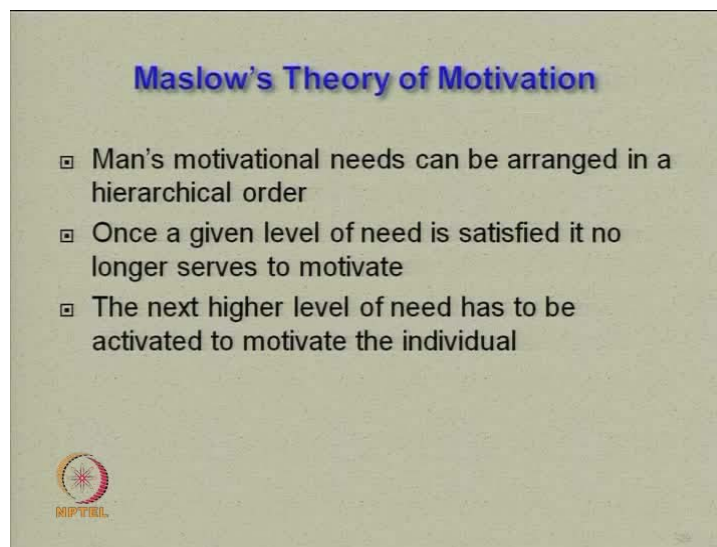 Maslow's Theory of Motivation
Man's motivational needs can be arranged in a
hierarchical order
Once a given level of need is satisfied it no
longer serves to motivate
The next higher level of need has to be
activated to motivate the individual
NPTEL